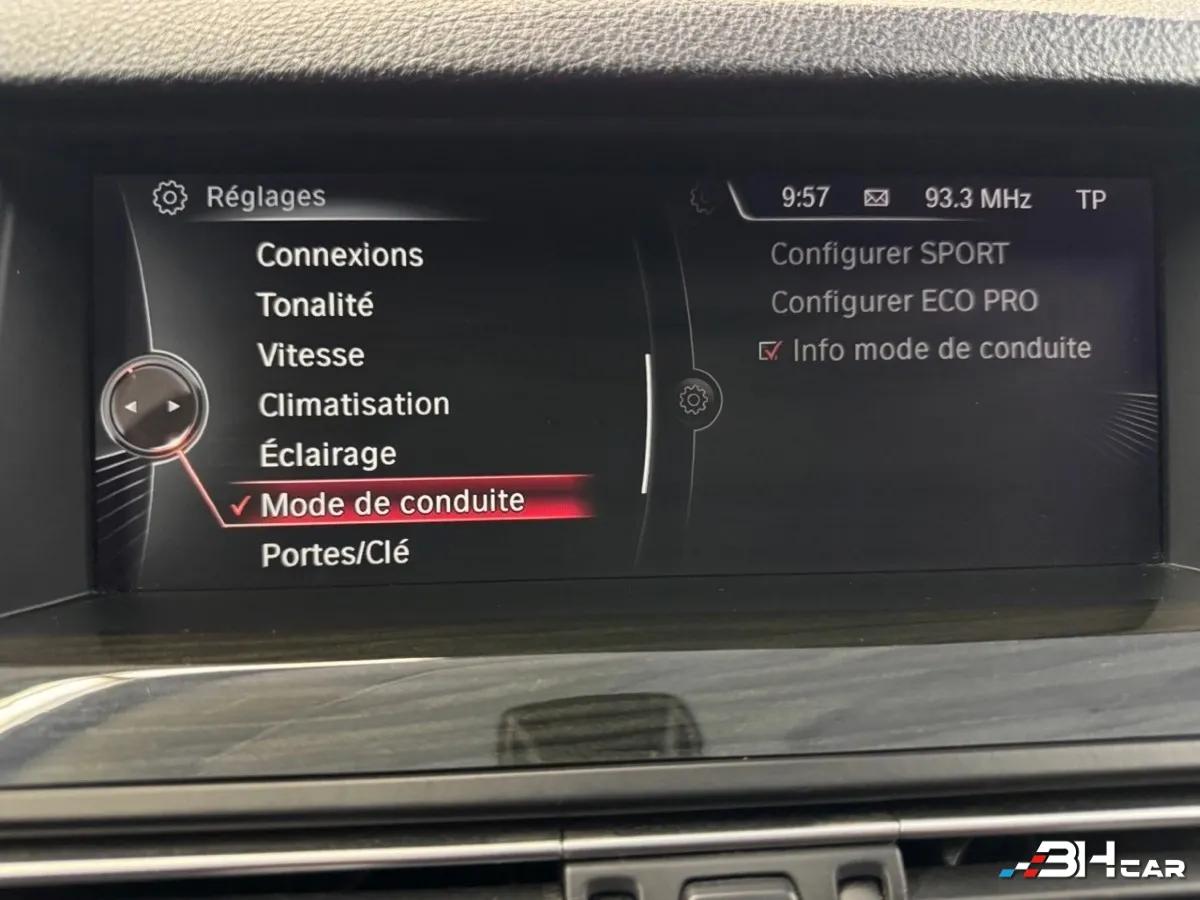 Réglages
9:57 93.3 MHz TP
Connexions
Tonalité
Vitesse
Climatisation
Éclairage
Mode de conduite
Portes/Clé
Configurer SPORT
Configurer ECO PRO
Info mode de conduite
3HCAR